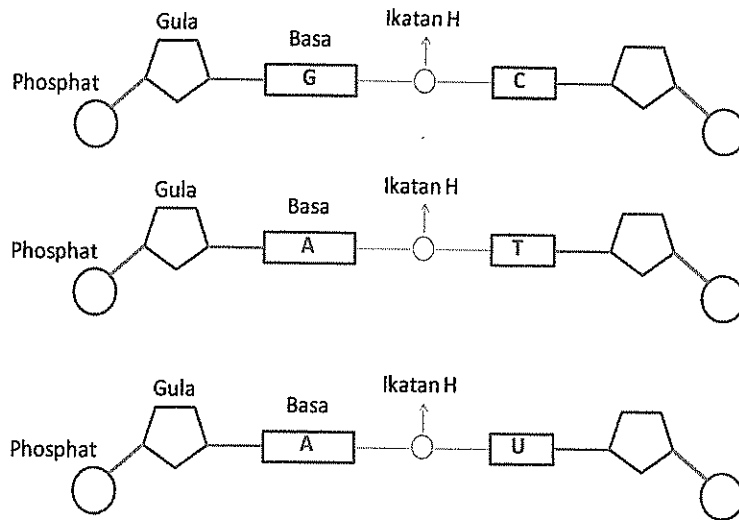 Gula
Basa
Ikatan H
Phosphat
G
C
Gula
Basa
Ikatan H
Phosphat
A
T
Gula
Basa
Ikatan H
Phosphat
A
U